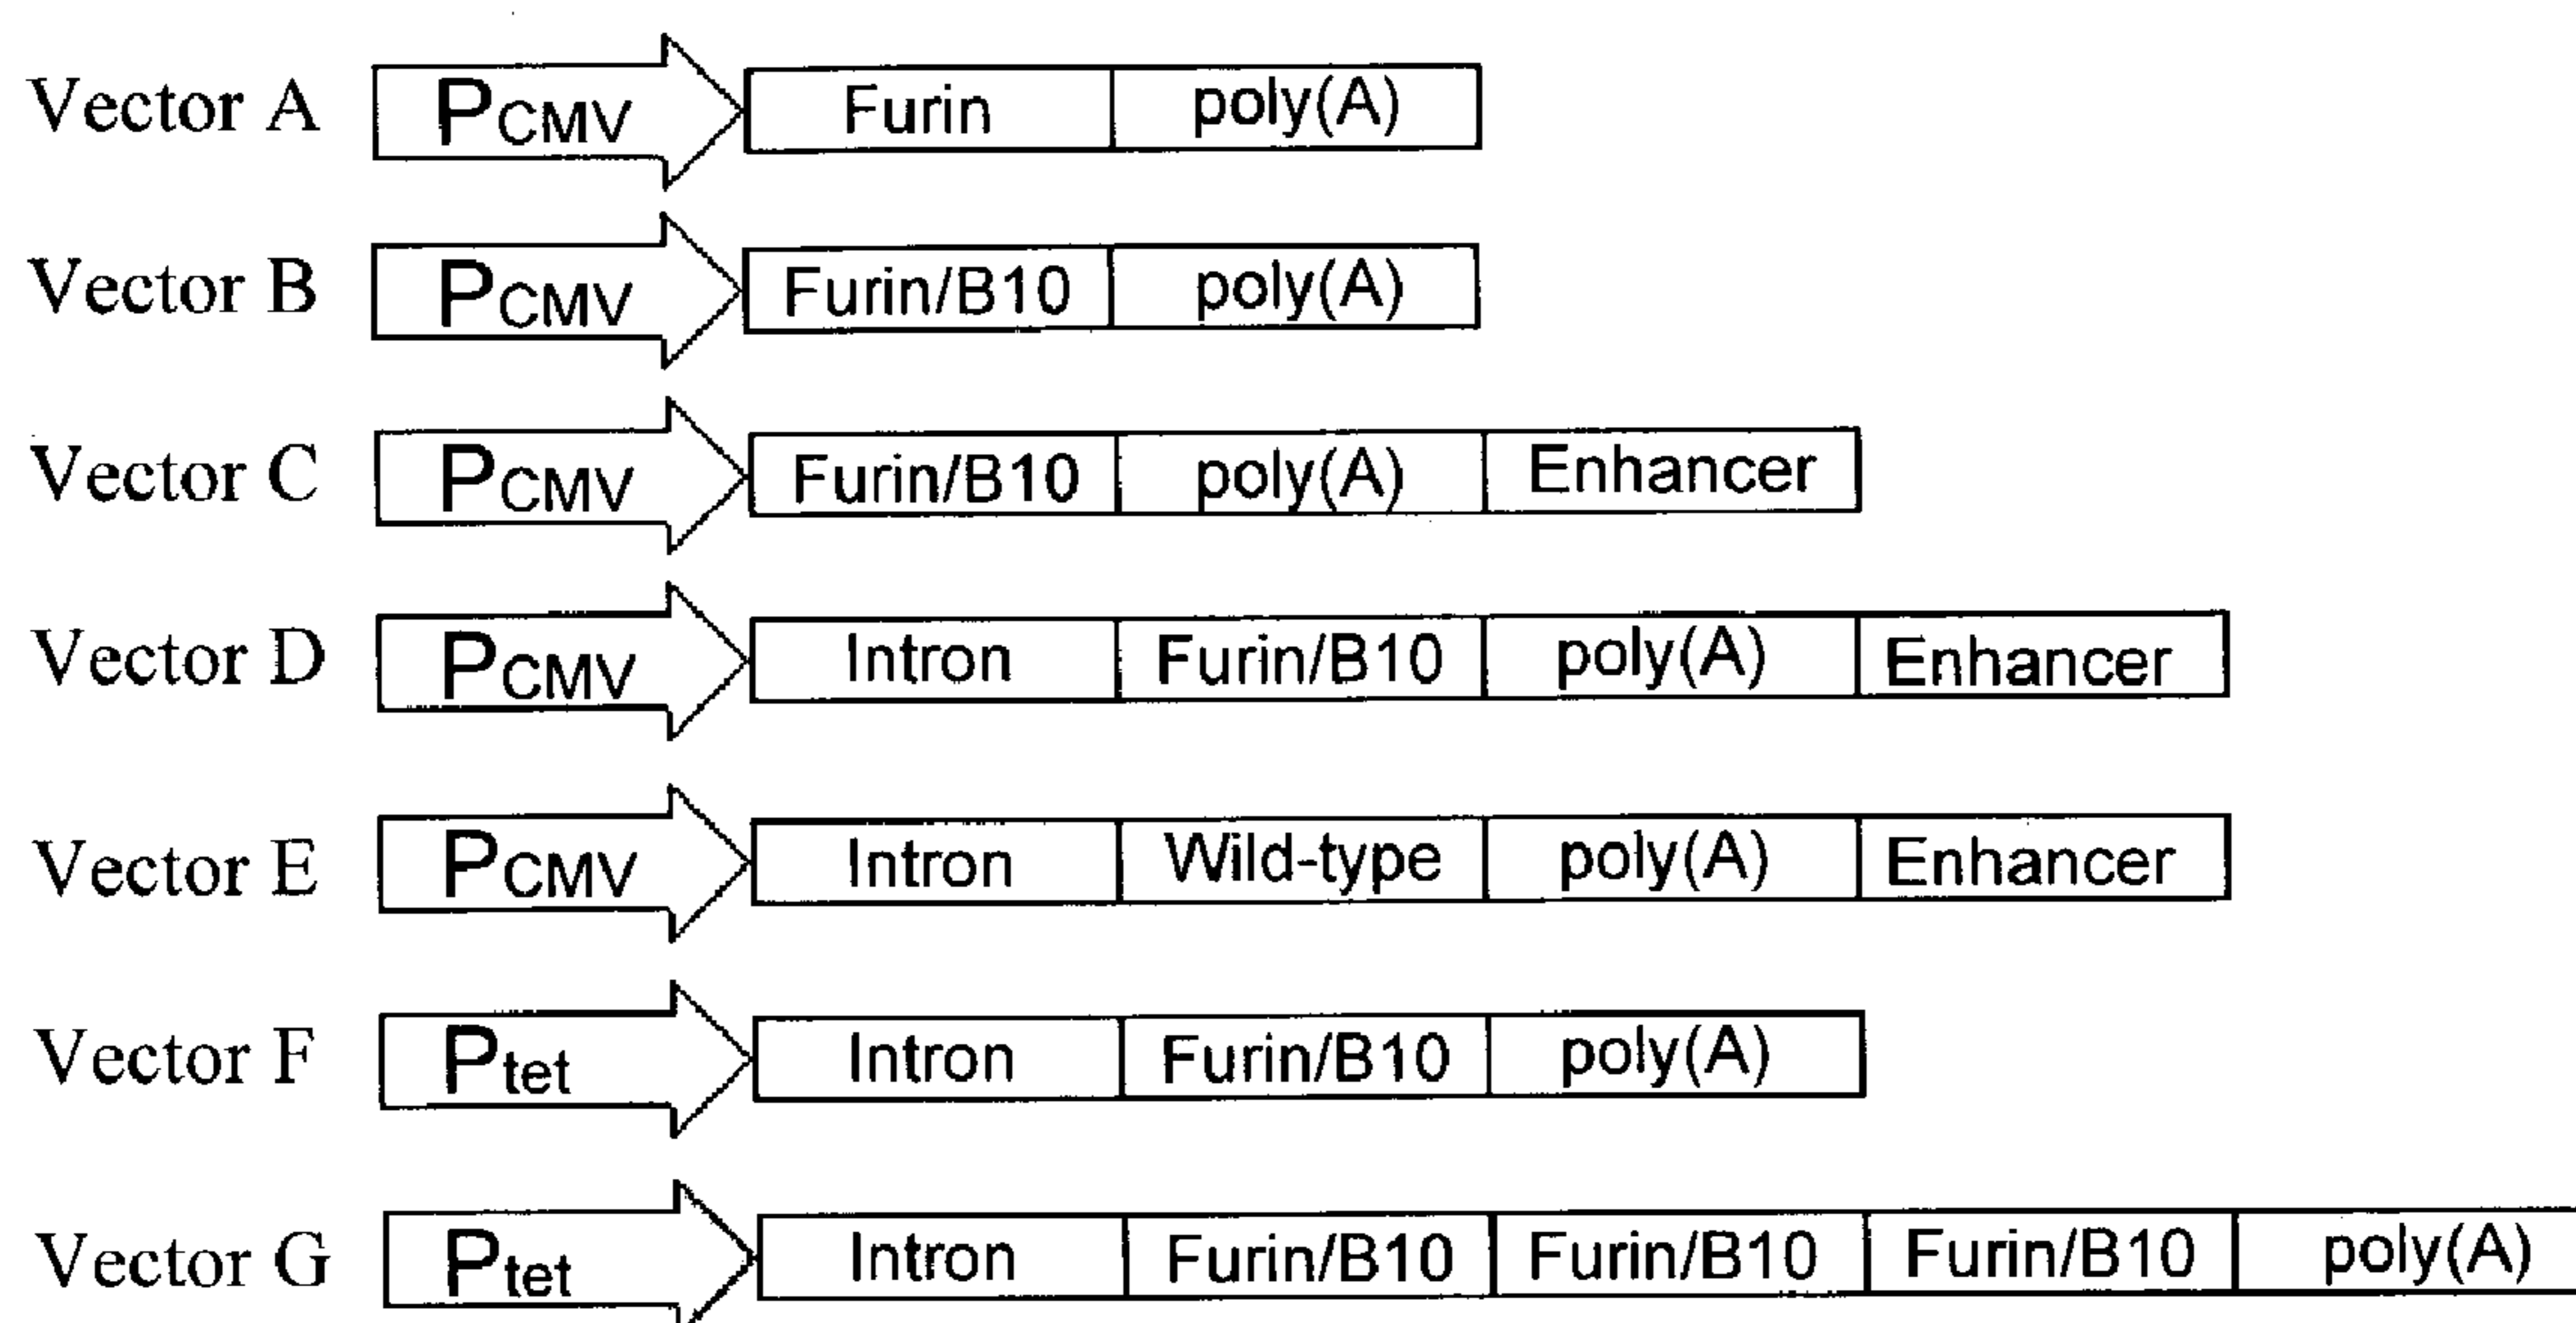 Vector A PCMV Furin poly(A)
Vector B PCMV Furin/B10 poly(A)
Vector C PCMV Furin/B10 poly(A) Enhancer
Vector D PCMV Intron Furin/B10 poly(A) Enhancer
Vector E PCMV Intron Wild-type poly(A) Enhancer
Vector F Ptet Intron Furin/B10 poly(A)
Vector G Ptet Intron Furin/B10 Furin/B10 Furin/B10 poly(A)